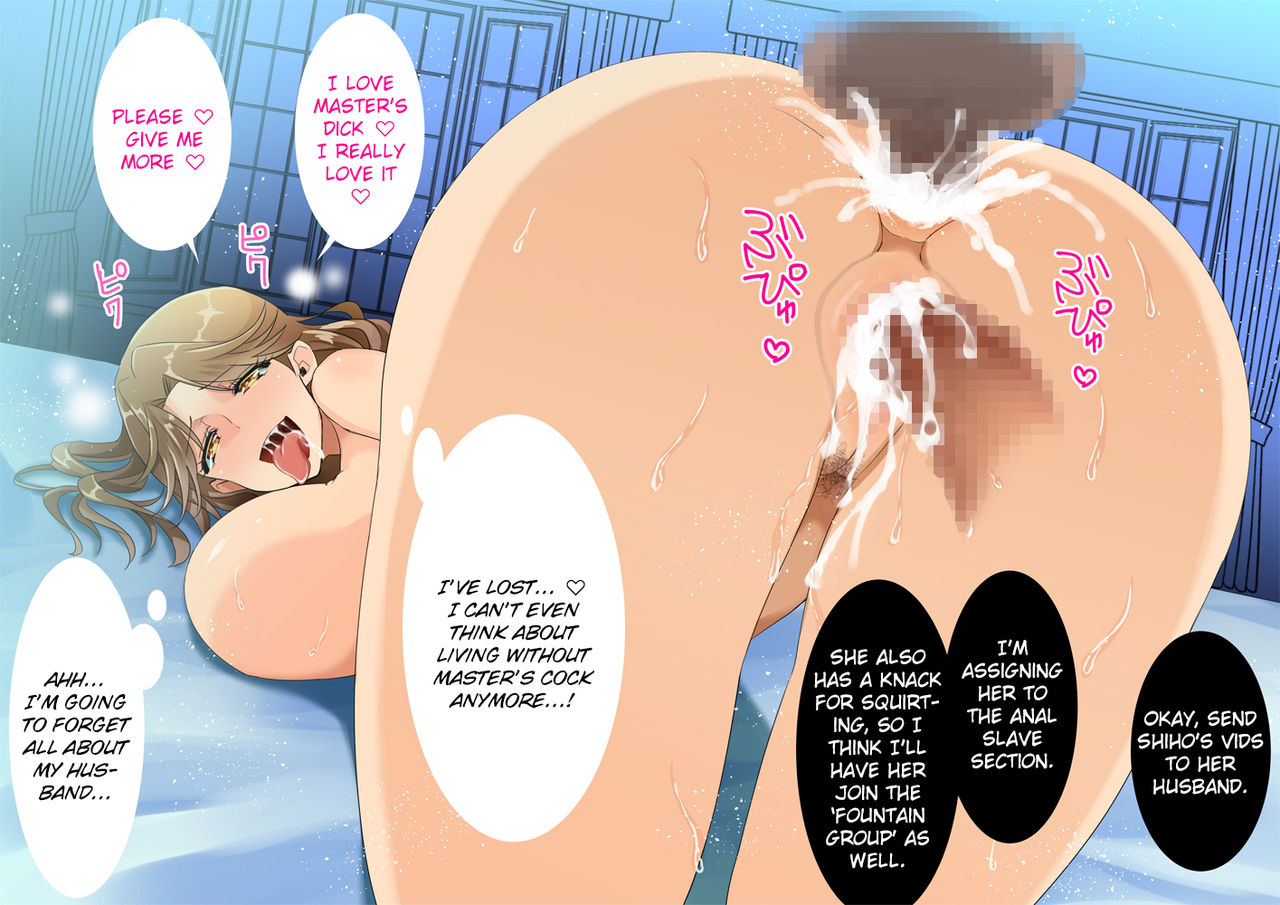 PLEASE ♡
GIVE ME
MORE ♡
I LOVE
MASTER'S
DICK ♡
I REALLY
LOVE IT
♡
ピクッ
ピクッ
ぶぴゅ
♡
ぶぴゅ
♡
I'VE LOST... ♡
I CAN'T EVEN
THINK ABOUT
LIVING WITHOUT
MASTER'S COCK
ANYMORE...!
AHH...
I'M GOING
TO FORGET
ALL ABOUT
MY HUS-
BAND...
SHE ALSO
HAS A KNACK
FOR SQUIRT-
ING, SO I
THINK I'LL
HAVE HER
JOIN THE
'FOUNTAIN
GROUP' AS
WELL.
I'M
ASSIGNING
HER TO
THE ANAL
SLAVE
SECTION.
OKAY, SEND
SHIHO'S VIDS
TO HER
HUSBAND.